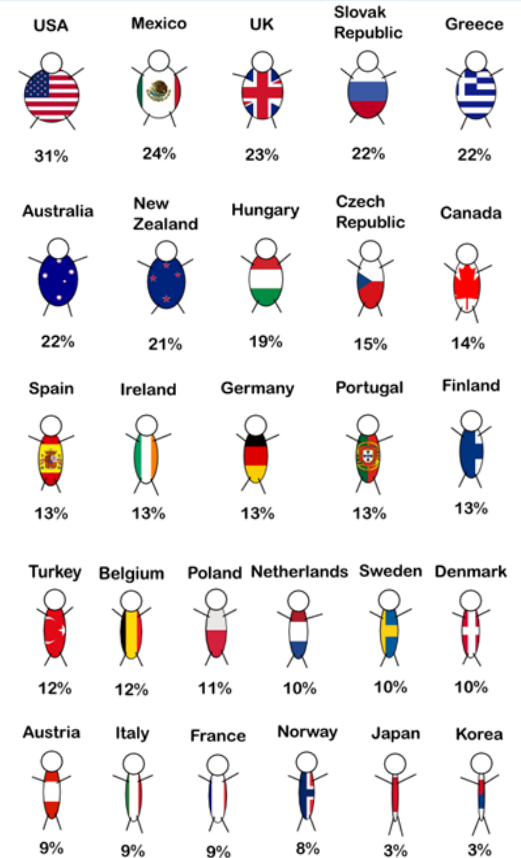 USA
Mexico
UK
Slovak
Republic
Greece
31%
24%
23%
22%
22%
Australia
New
Zealand
Hungary
Czech
Republic
Canada
22%
21%
19%
15%
14%
Spain
Ireland
Germany
Portugal
Finland
13%
13%
13%
13%
13%
Turkey
Belgium
Poland
Netherlands
Sweden
Denmark
12%
12%
11%
10%
10%
10%
Austria
Italy
France
Norway
Japan
Korea
9%
9%
9%
8%
3%
3%